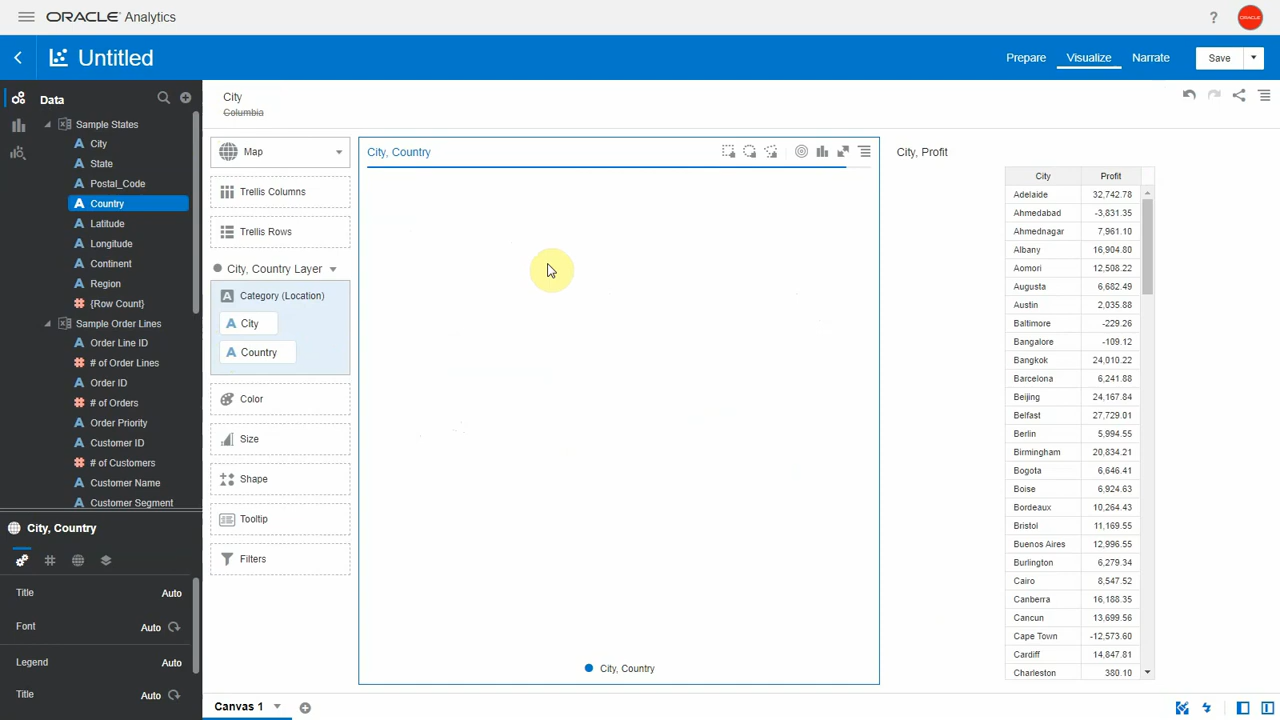 ORACLE Analytics
?
ORACLE
Untitled
Prepare
Visualize
Narrate
Save
Data
Sample States
A City
A State
A Postal_Code
A Country
A Latitude
A Longitude
A Continent
A Region
# {Row Count}
Sample Order Lines
A Order Line ID
# # of Order Lines
A Order ID
# # of Orders
A Order Priority
A Customer ID
# # of Customers
A Customer Name
A Customer Segment
City, Country
Title Auto
Font Auto
Legend Auto
Title Auto
City
Columbia
Map
Trellis Columns
Trellis Rows
City, Country Layer
A Category (Location)
A City
A Country
Color
Size
Shape
Tooltip
Filters
City, Country
City, Country
City, Profit
City Profit
Adelaide 32,742.78
Ahmedabad -3,831.35
Ahmednagar 7,961.10
Albany 16,904.80
Aomori 12,508.22
Augusta 6,682.49
Austin 2,035.88
Baltimore -229.26
Bangalore -109.12
Bangkok 24,010.22
Barcelona 6,241.88
Beijing 24,167.84
Belfast 27,729.01
Berlin 5,994.55
Birmingham 20,834.21
Bogota 6,646.41
Boise 6,924.63
Bordeaux 10,264.43
Bristol 11,169.55
Buenos Aires 12,996.55
Burlington 6,279.34
Cairo 8,547.52
Canberra 16,188.35
Cancun 13,699.56
Cape Town -12,573.60
Cardiff 14,847.81
Charleston 380.10
Canvas 1